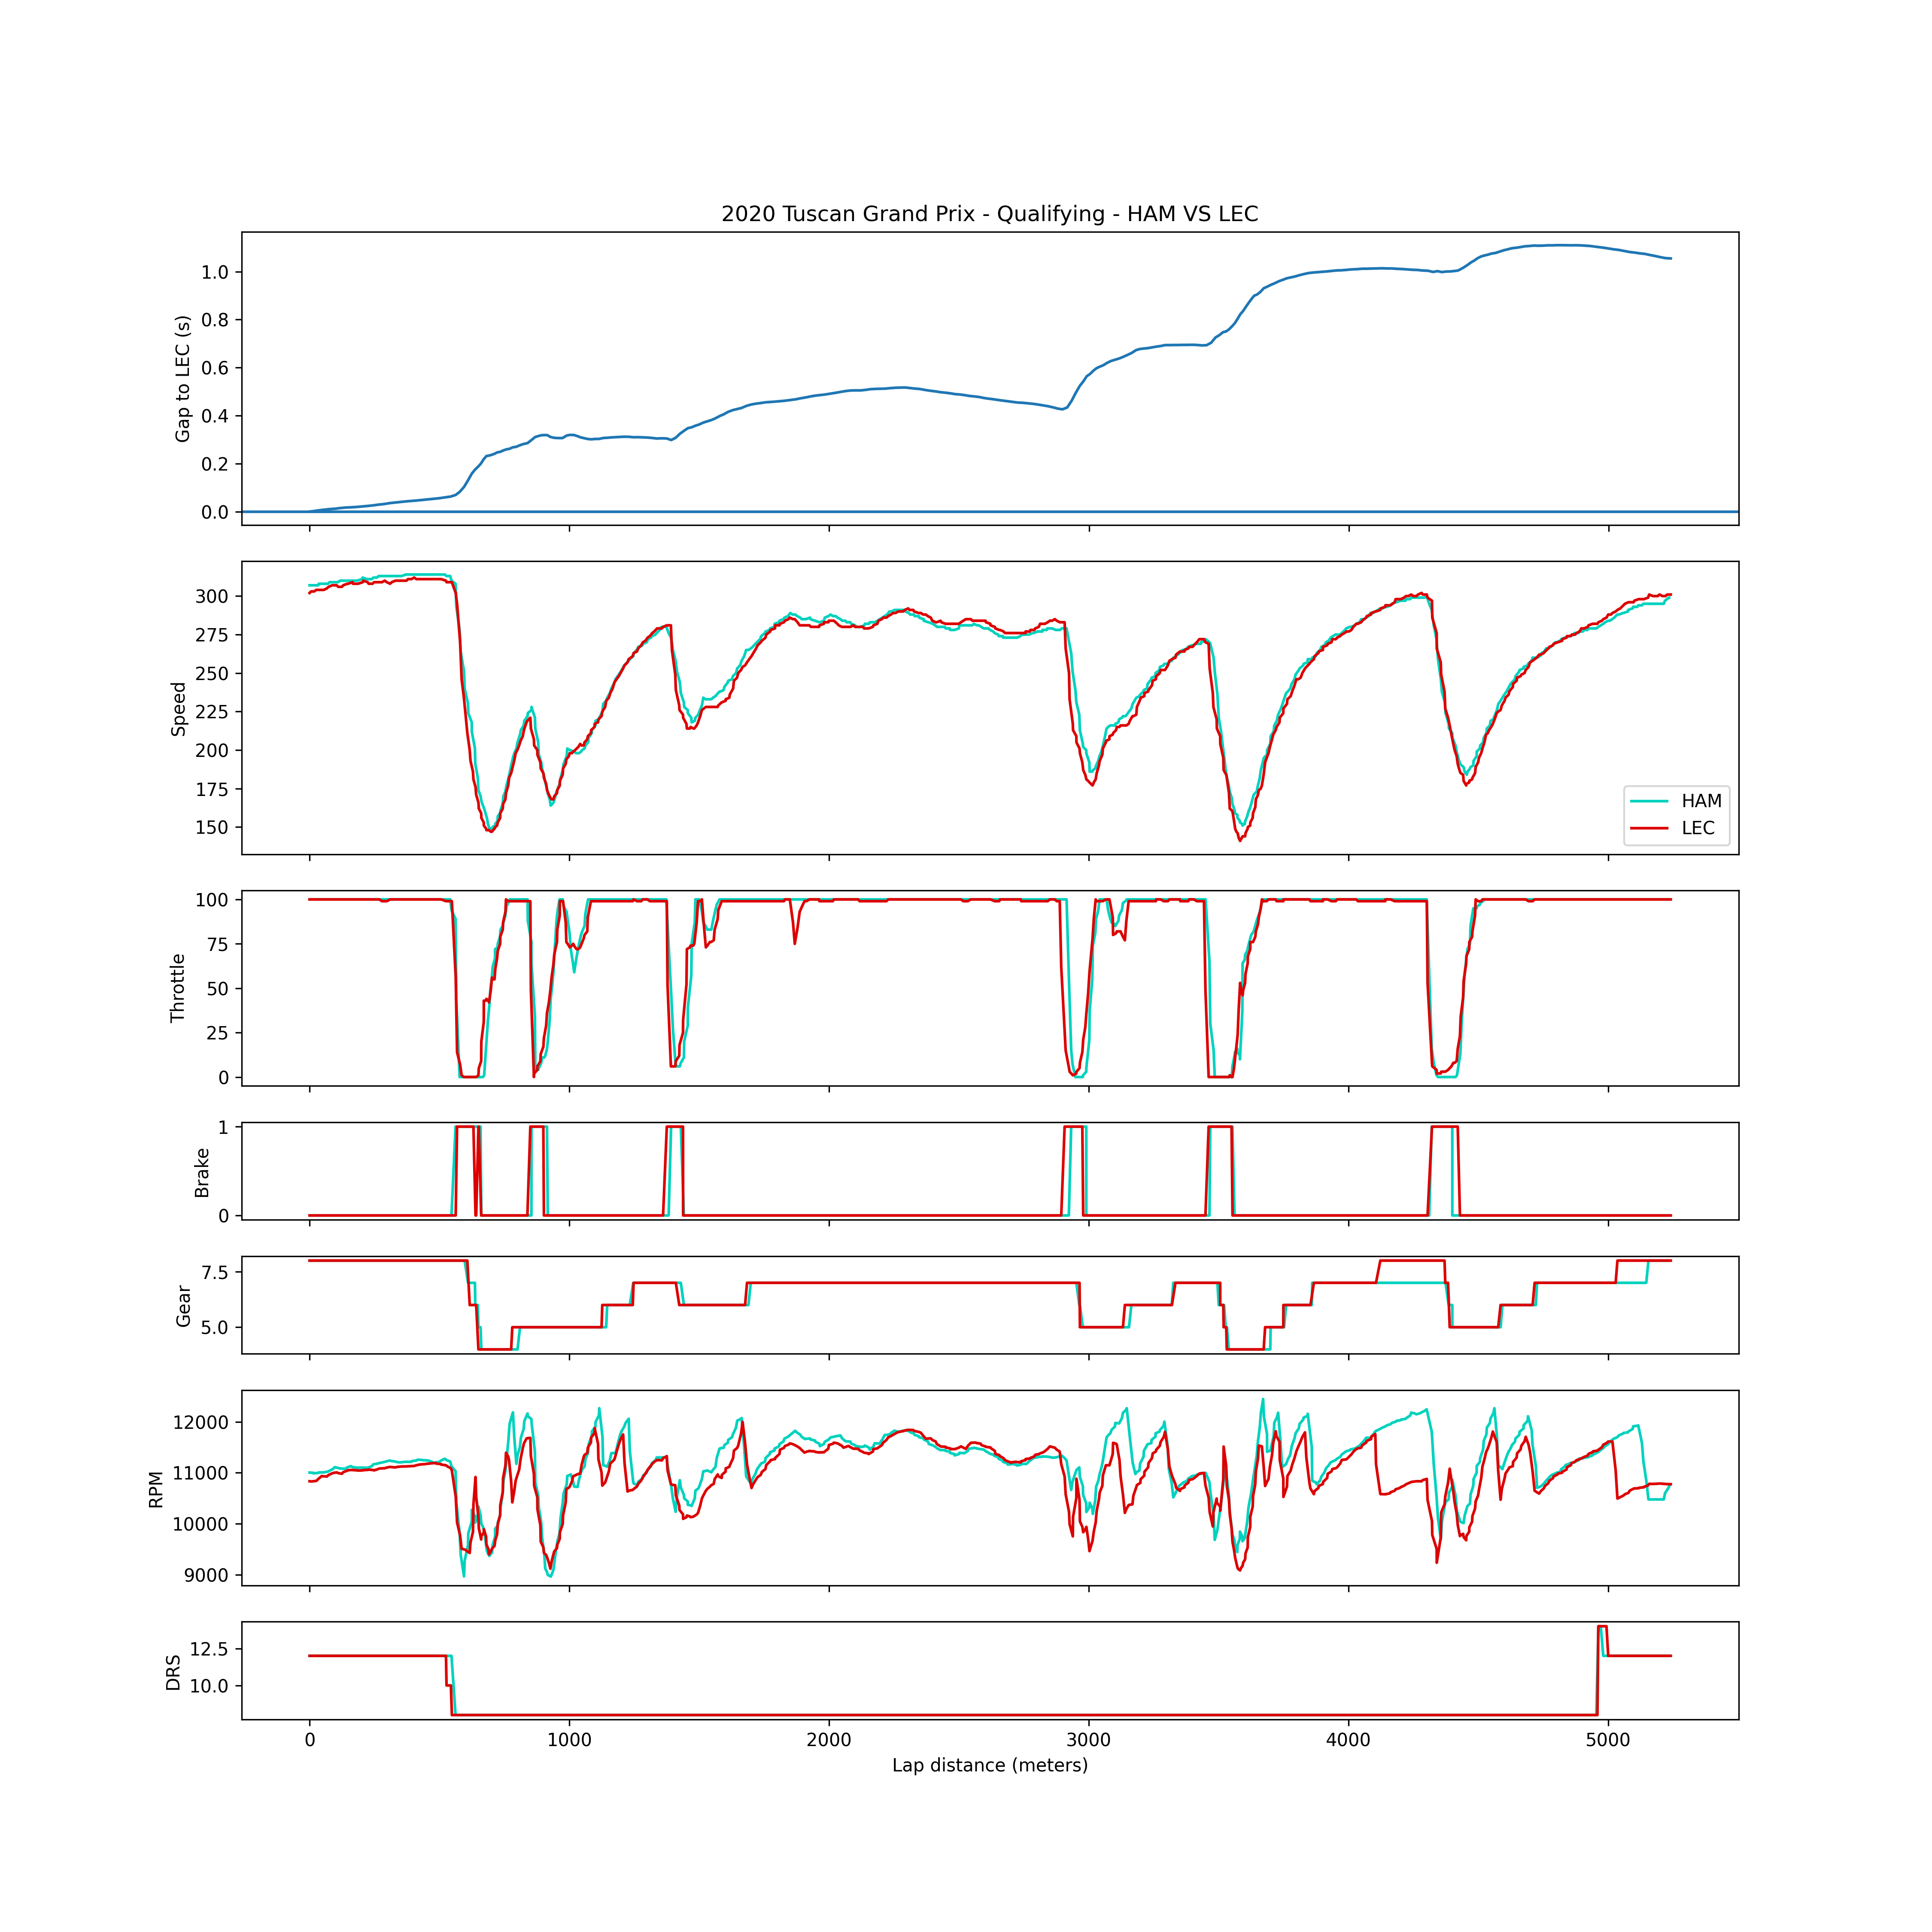 2020 Tuscan Grand Prix - Qualifying - HAM VS LEC
Gap to LEC (s)
1.0
0.8
0.6
0.4
0.2
0.0
Speed
300
275
250
225
200
175
150
HAM
LEC
Throttle
100
75
50
25
0
Brake
1
0
Gear
7.5
5.0
RPM
12000
11000
10000
9000
DRS
12.5
10.0
0 1000 2000 3000 4000 5000
Lap distance (meters)